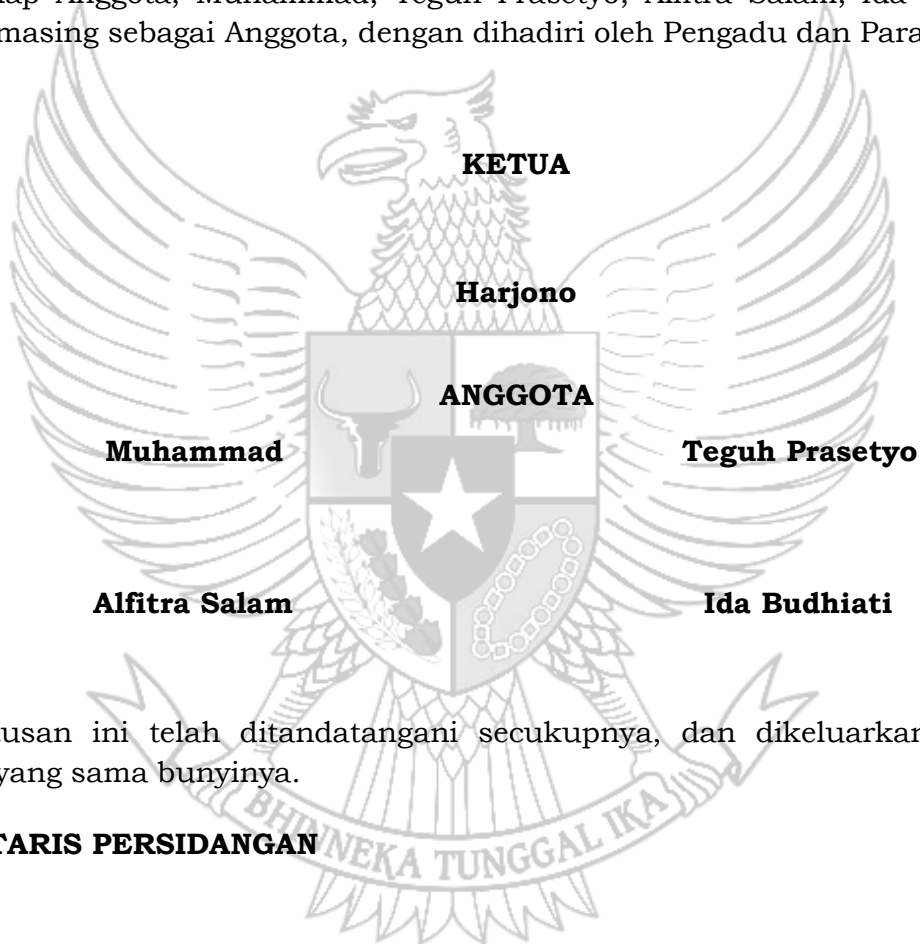 Anggota, Muhammad, Teguh Prasetyo, Alfitra Salam, Ida
masing sebagai Anggota, dengan dihadiri oleh Pengadu dan Para
KETUA
Harjono
ANGGOTA
Muhammad Teguh Prasetyo
Alfitra Salam Ida Budhiati
usan ini telah ditandatangani secukupnya, dan dikeluarkan
yang sama bunyinya.
TARIS PERSIDANGAN
BHINNEKA TUNGGAL IKA